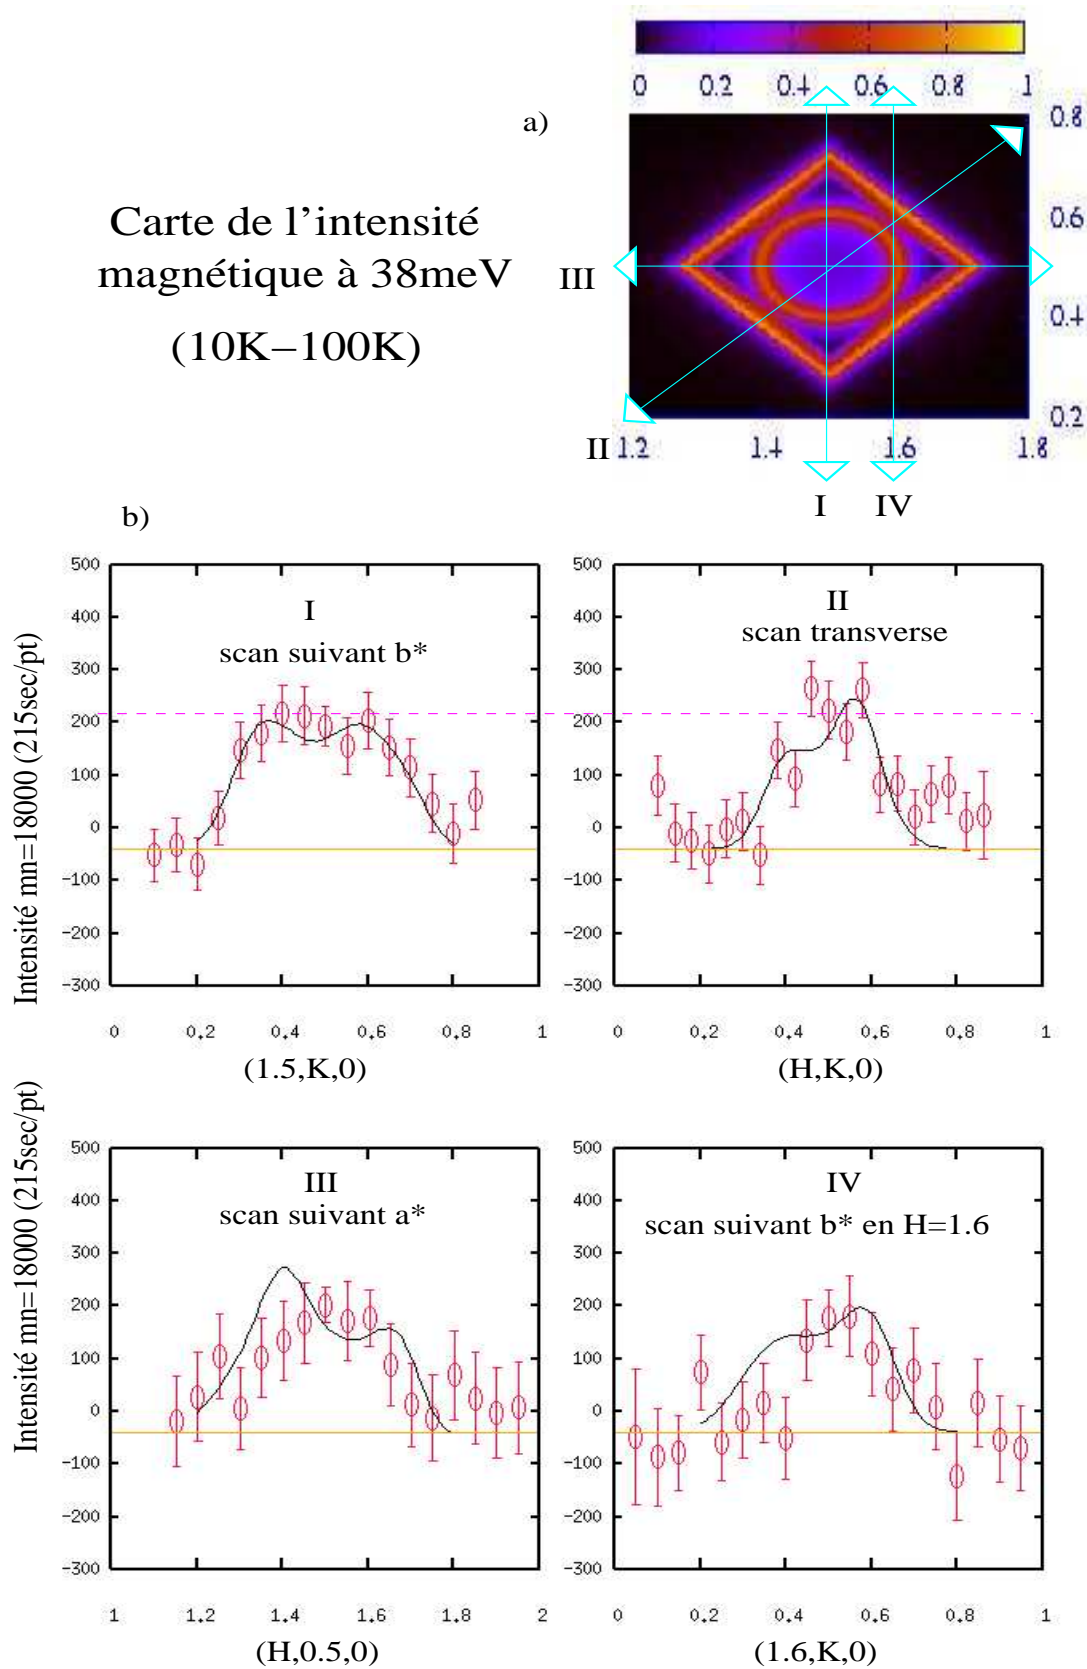 0 0.2 0.4 0.6 0.8 1
a)
0.8
Carte de l'intensité
magnétique à 38meV
(10K−100K)
0.6
III
0.4
0.2
II 1.2 1.4 1.6 1.8
I IV
b)
Intensité mn=18000 (215sec/pt)
500
400
300
200
100
0
-100
-200
-300
I
scan suivant b*
0 0.2 0.4 0.6 0.8 1
(1.5,K,0)
500
400
300
200
100
0
-100
-200
-300
II
scan transverse
0 0.2 0.4 0.6 0.8 1
(H,K,0)
Intensité mn=18000 (215sec/pt)
500
400
300
200
100
0
-100
-200
-300
III
scan suivant a*
1 1.2 1.4 1.6 1.8 2
(H,0.5,0)
500
400
300
200
100
0
-100
-200
-300
IV
scan suivant b* en H=1.6
0 0.2 0.4 0.6 0.8 1
(1.6,K,0)